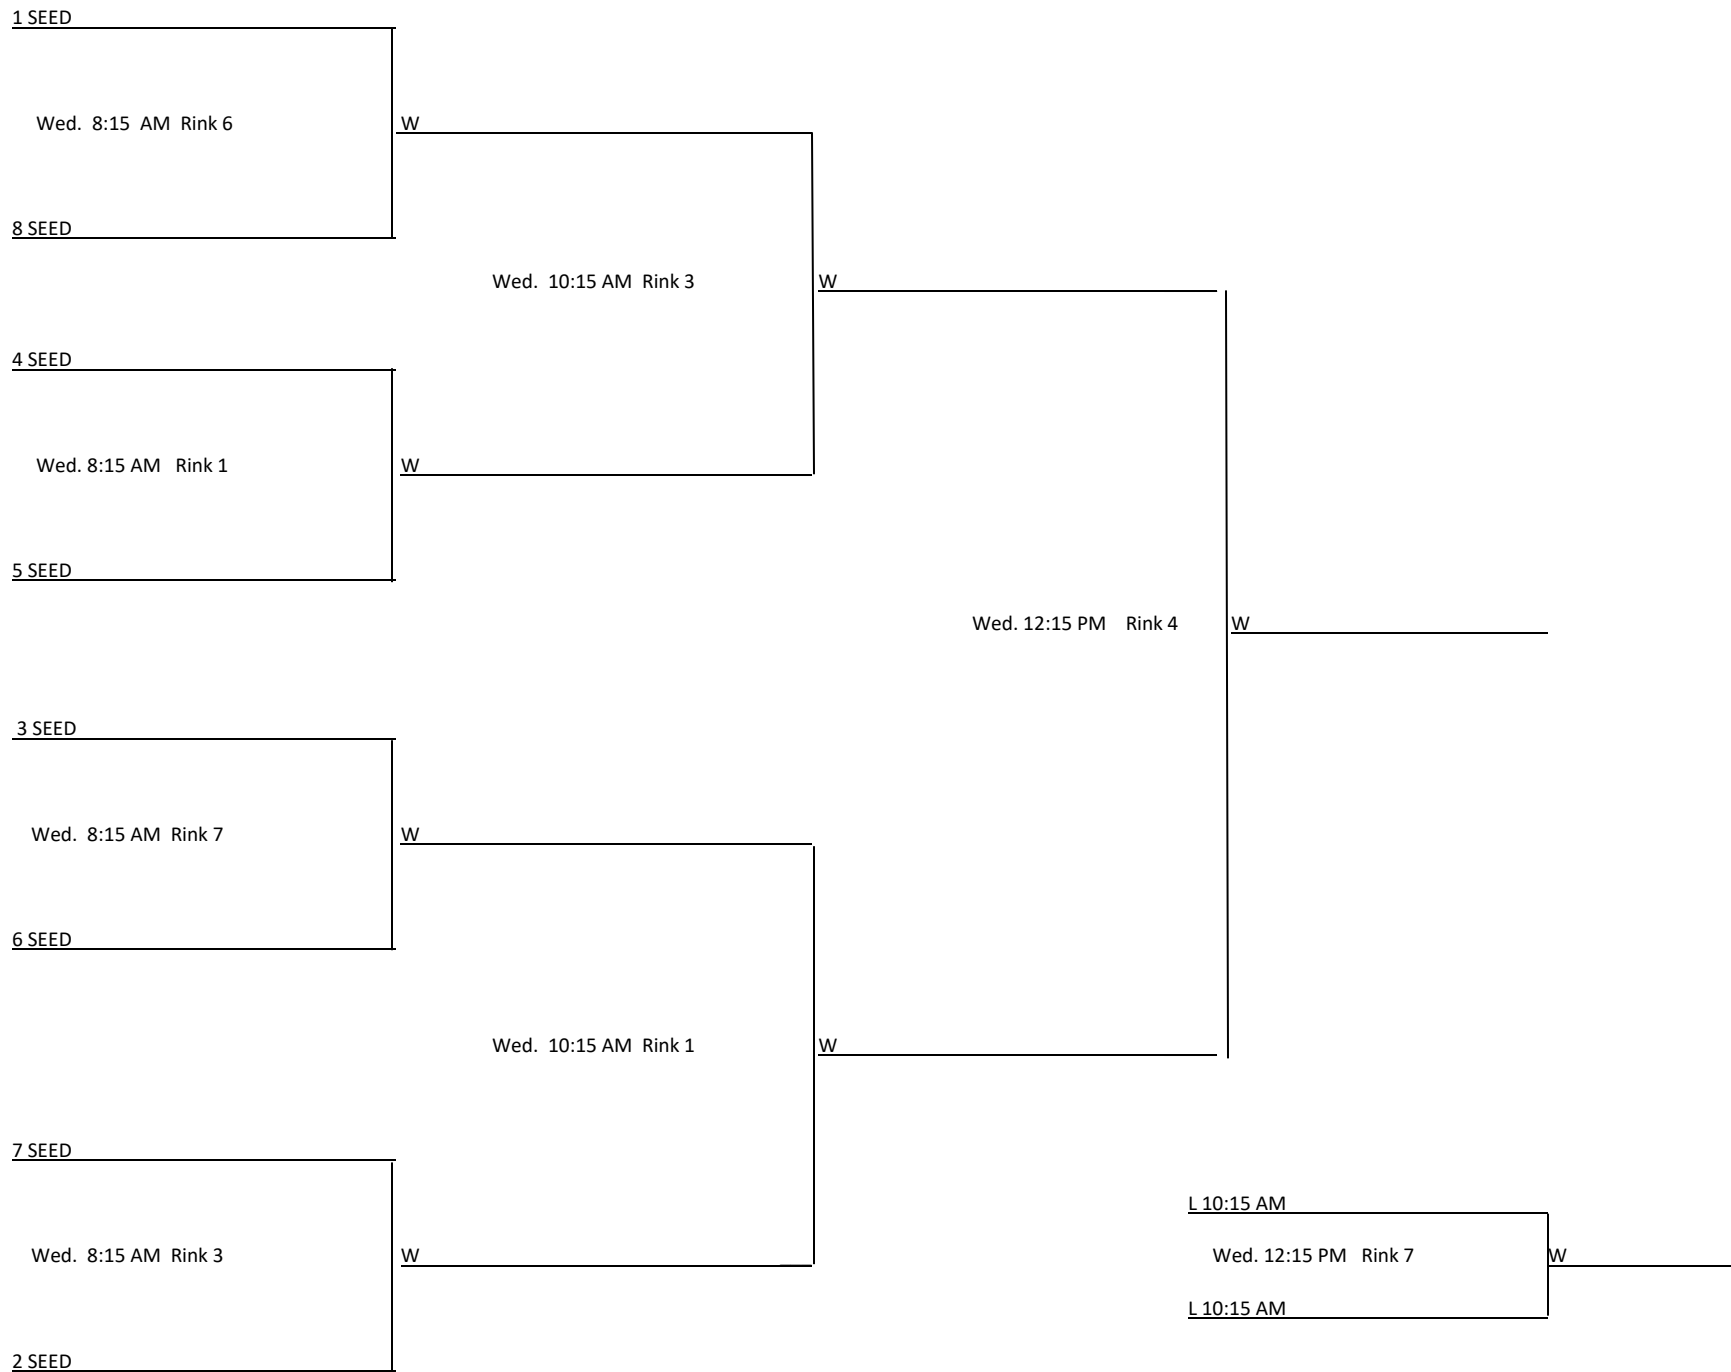 1 SEED
Wed.  8:15  AM  Rink 6
W
8 SEED
Wed.  10:15 AM  Rink 3
W
4 SEED
Wed. 8:15 AM   Rink 1
W
5 SEED
Wed. 12:15 PM    Rink 4
W
3 SEED
Wed.  8:15 AM  Rink 7
W
6 SEED
Wed.  10:15 AM  Rink 1
W
7 SEED
L 10:15 AM
Wed.  8:15 AM  Rink 3
W
Wed. 12:15 PM   Rink 7
W
L 10:15 AM
2 SEED